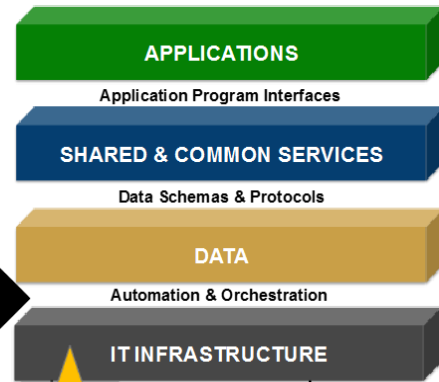 APPLICATIONS
Application Program Interfaces
SHARED & COMMON SERVICES
Data Schemas & Protocols
DATA
Automation & Orchestration
IT INFRASTRUCTURE